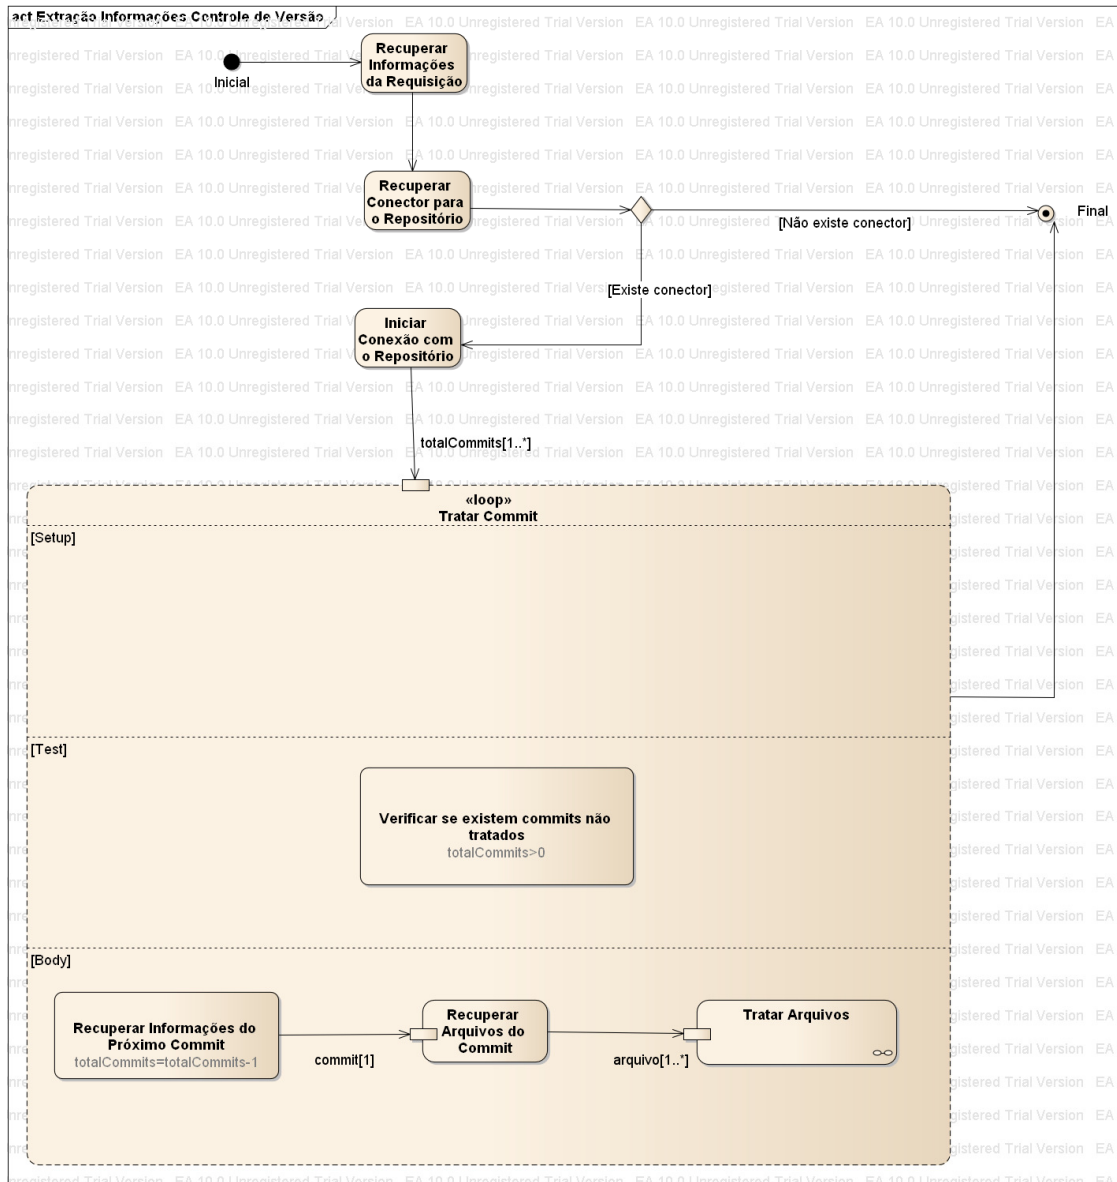 act Extração Informações Controle de Versão
Inicial
Recuperar
Informações
da Requisição
Recuperar
Conector para
o Repositório
[Não existe conector]
Final
[Existe conector]
Iniciar
Conexão com
o Repositório
totalCommits[1..*]
«loop»
Tratar Commit
[Setup]
[Test]
Verificar se existem commits não
tratados
totalCommits>0
[Body]
Recuperar Informações do
Próximo Commit
totalCommits=totalCommits-1
commit[1]
Recuperar
Arquivos do
Commit
arquivo[1..*]
Tratar Arquivos
EA 10.0 Unregistered Trial Version